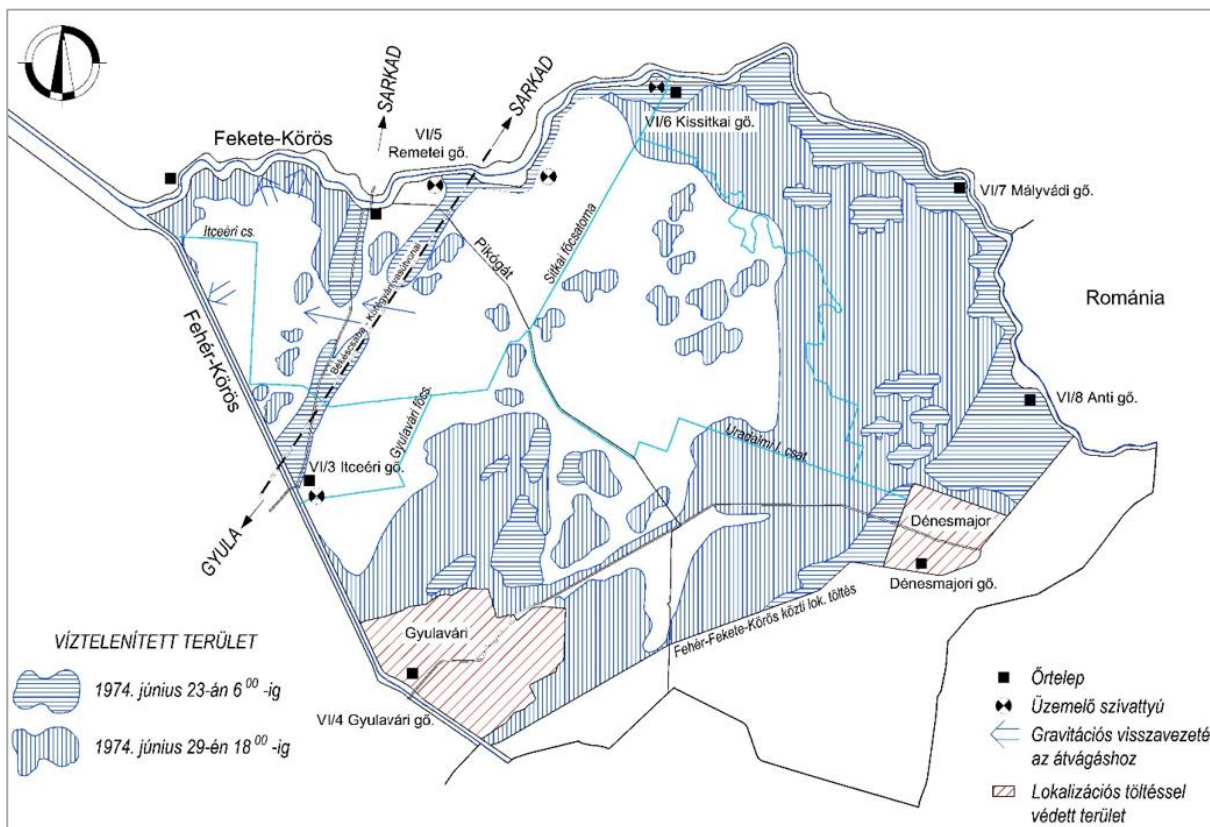 SARKAD
SARKAD
Fekete-Körös
VI/5
Remetei gő.
VI/6 Kissitkai gő.
VI/7 Mályvádi gő.
Itceéri cs.
Pikógát
Sitkai főcsatorna
Békéscsaba - Kötegyán vasútvonal
Románia
Fehér-Körös
Gyulavári főcs.
VI/8 Anti gő.
Uradalmi I. csat.
VI/3 Itceéri gő.
GYULA
Dénesmajor
Dénesmajori gő.
Fehér-Fekete-Körös közti lok. töltés
Gyulavári
VI/4 Gyulavári gő.
VÍZTELENÍTETT TERÜLET
1974. június 23-án 6 00 -ig
1974. június 29-én 18 00 -ig
Őrtelep
Üzemelő szivattyú
Gravitációs visszavezeté
az átvágáshoz
Lokalizációs töltéssel
védett terület